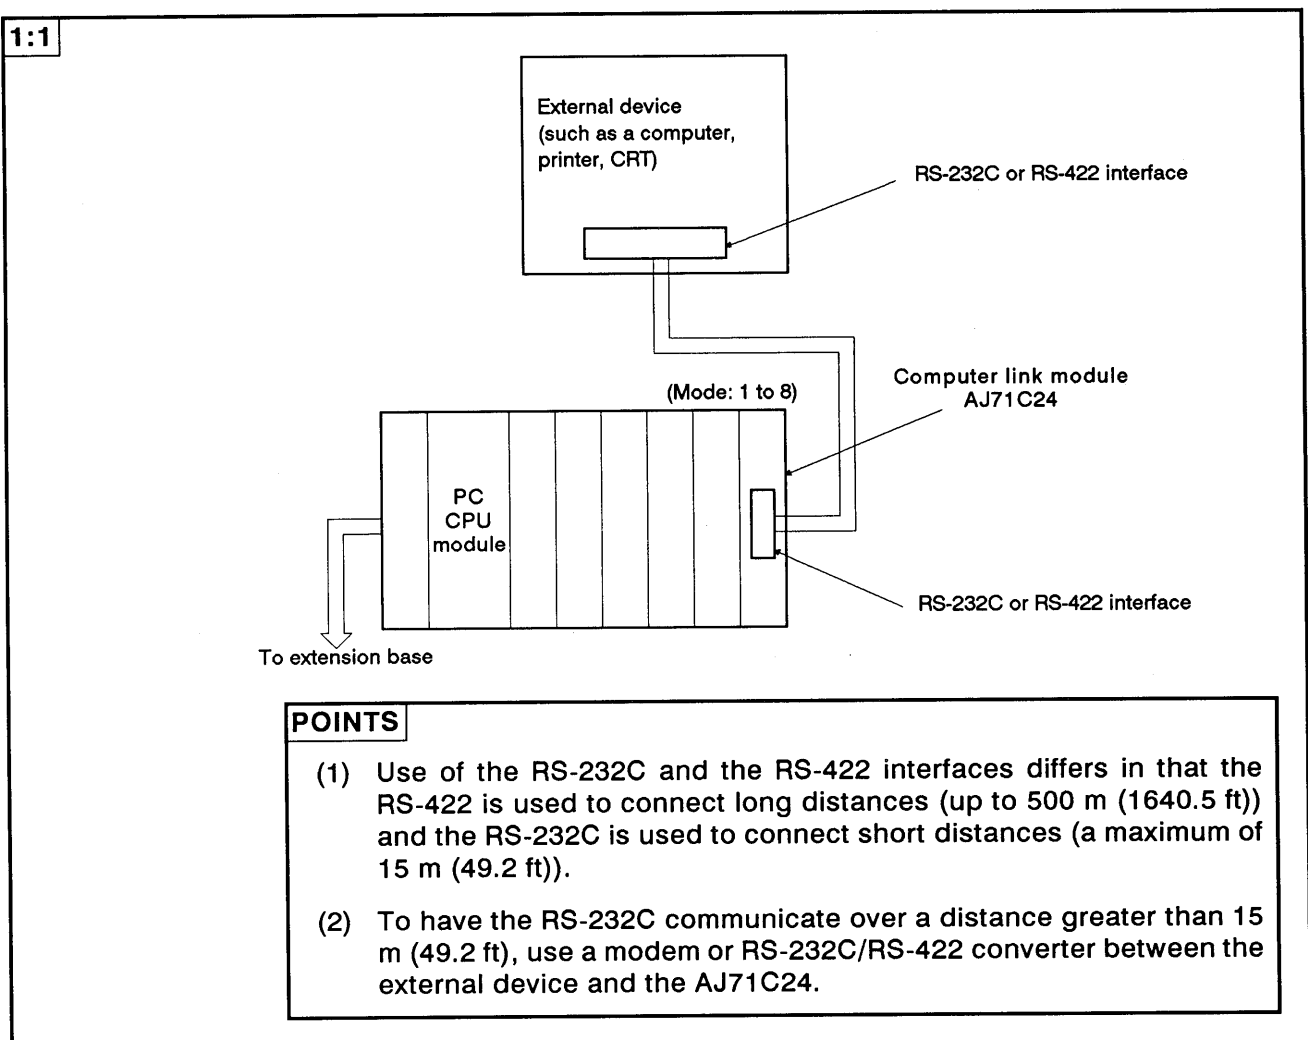 1:1
External device
(such as a computer,
printer, CRT)
RS-232C or RS-422 interface
(Mode: 1 to 8)
Computer link module
AJ71C24
PC
CPU
module
RS-232C or RS-422 interface
To extension base
POINTS
(1) Use of the RS-232C and the RS-422 interfaces differs in that the
RS-422 is used to connect long distances (up to 500 m (1640.5 ft))
and the RS-232C is used to connect short distances (a maximum of
15 m (49.2 ft)).
(2) To have the RS-232C communicate over a distance greater than 15
m (49.2 ft), use a modem or RS-232C/RS-422 converter between the
external device and the AJ71C24.